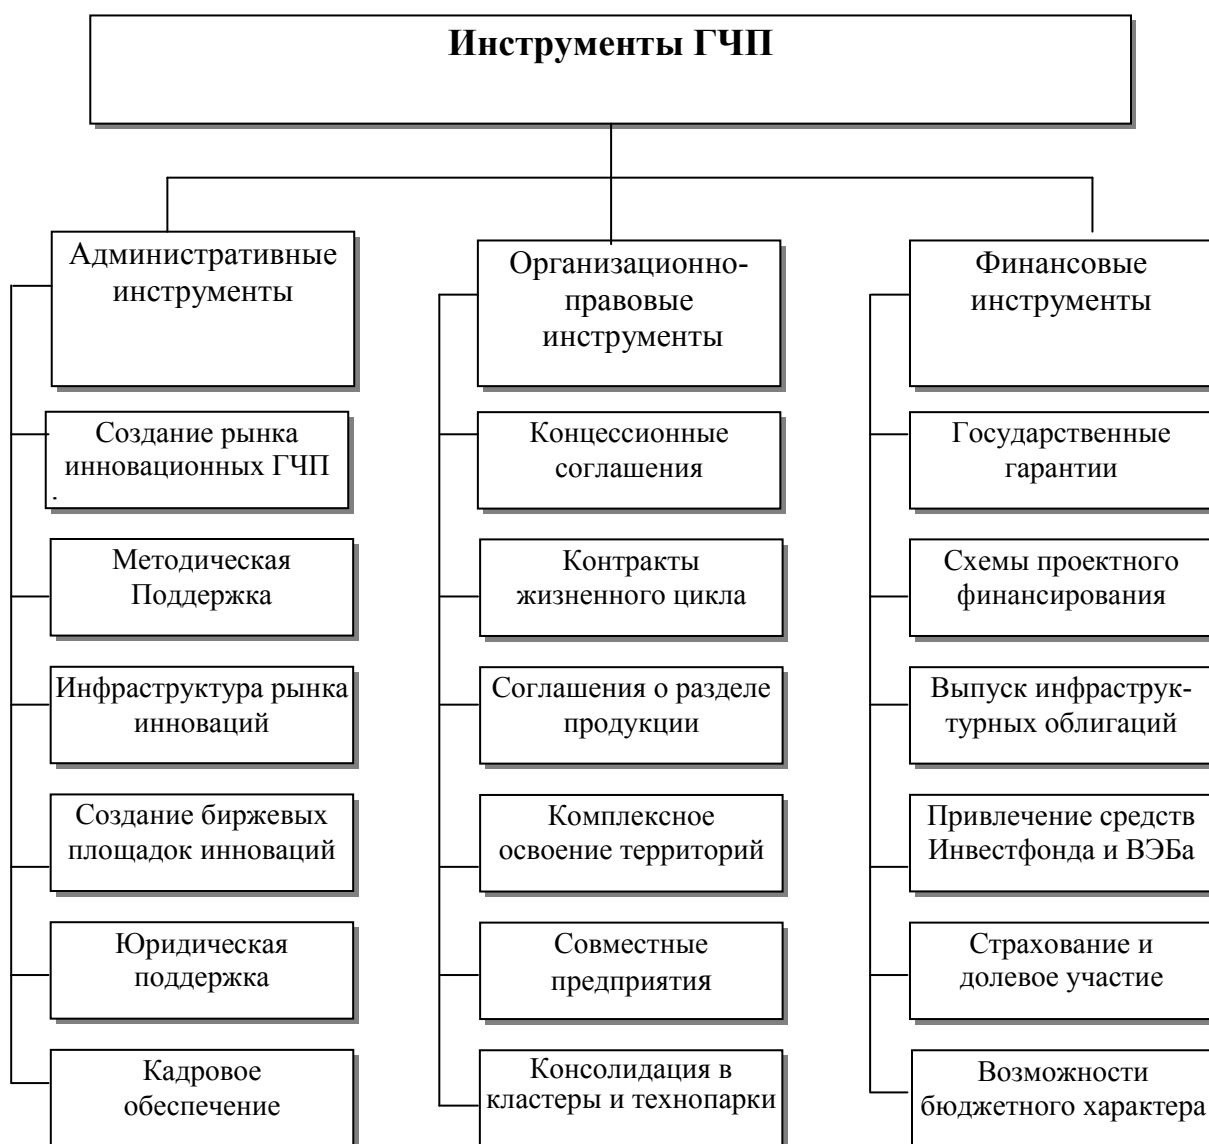 Инструменты ГЧП
Административные
инструменты
Создание рынка
инновационных ГЧП
.
Методическая
Поддержка
Инфраструктура рынка
инноваций
Создание биржевых
площадок инноваций
Юридическая
поддержка
Кадровое
обеспечение
Организационно-
правовые
инструменты
Концессионные
соглашения
Контракты
жизненного цикла
Соглашения о разделе
продукции
Комплексное
освоение территорий
Совместные
предприятия
Консолидация в
кластеры и технопарки
Финансовые
инструменты
Государственные
гарантии
Схемы проектного
финансирования
Выпуск инфраструк-
турных облигаций
Привлечение средств
Инвестфонда и ВЭБа
Страхование и
долевое участие
Возможности
бюджетного характера